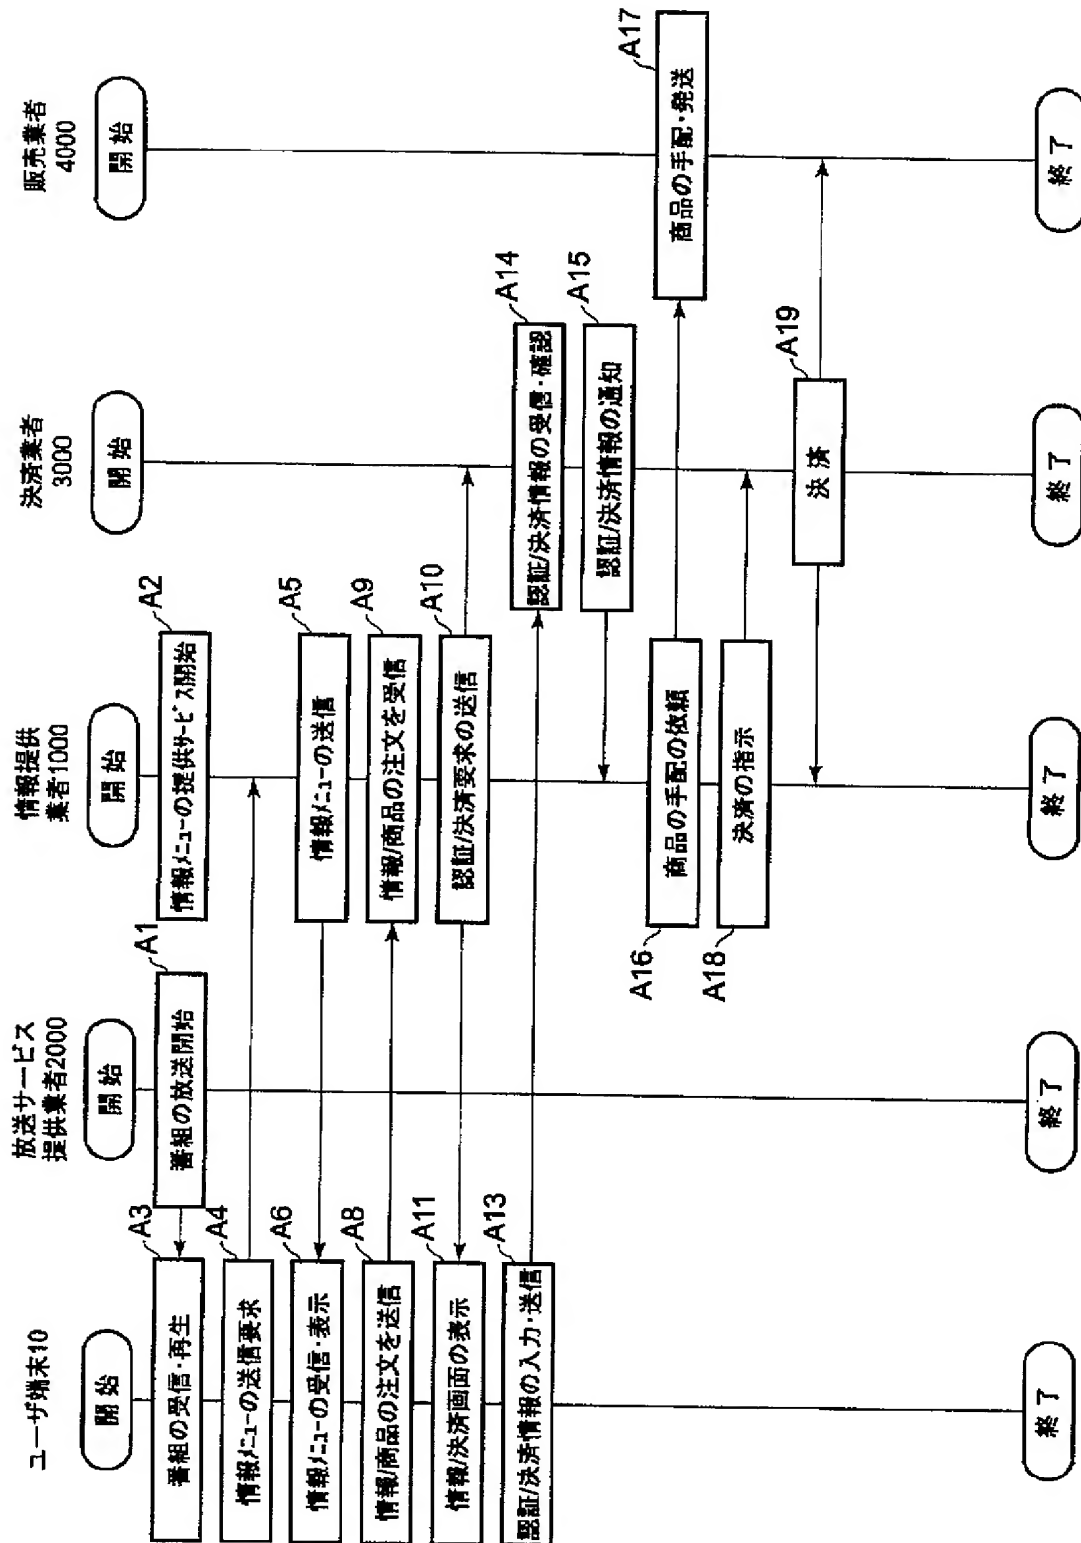 ユーザ端末10
放送サービス
提供業者2000
情報提供
業者1000
決済業者
3000
販売業者
4000
開始
開始
開始
開始
開始
A1
番組の放送開始
A2
情報メニューの提供サービス開始
A3
番組の受信・再生
A4
情報メニューの送信要求
A5
情報メニューの送信
A6
情報メニューの受信・表示
A8
情報/商品の注文を送信
A9
情報/商品の注文を受信
A10
認証/決済要求の送信
A11
情報/決済画面の表示
A13
認証/決済情報の入力・送信
A14
認証/決済情報の受信・確認
A15
認証/決済情報の通知
A16
商品の手配の依頼
A17
商品の手配・発送
A18
決済の指示
A19
決済
終了
終了
終了
終了
終了